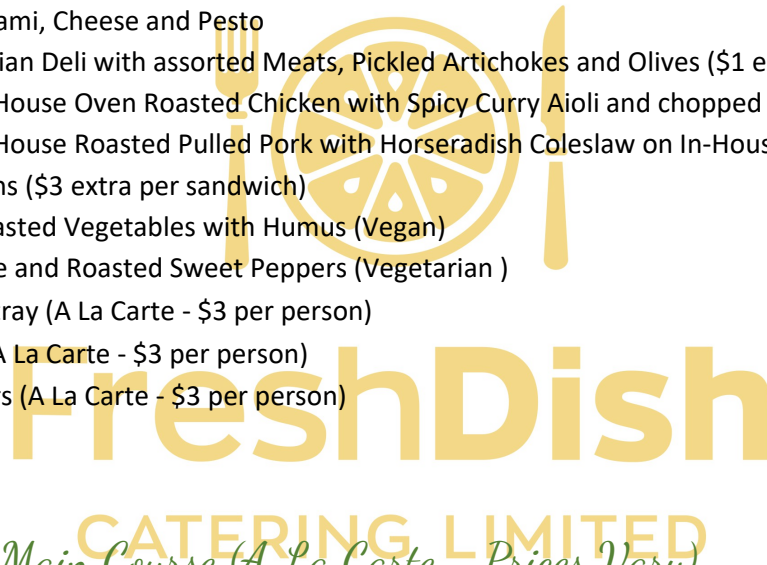 ami, Cheese and Pesto
ian Deli with assorted Meats, Pickled Artichokes and Olives ($1 e
House Oven Roasted Chicken with Spicy Curry Aioli and chopped
House Roasted Pulled Pork with Horseradish Coleslaw on In-Hous
ns ($3 extra per sandwich)
asted Vegetables with Humus (Vegan)
e and Roasted Sweet Peppers (Vegetarian )
tray (A La Carte - $3 per person)
A La Carte - $3 per person)
rs (A La Carte - $3 per person)
FreshDish
CATERING LIMITED
Main Course (A La Carte - Prices Vary)